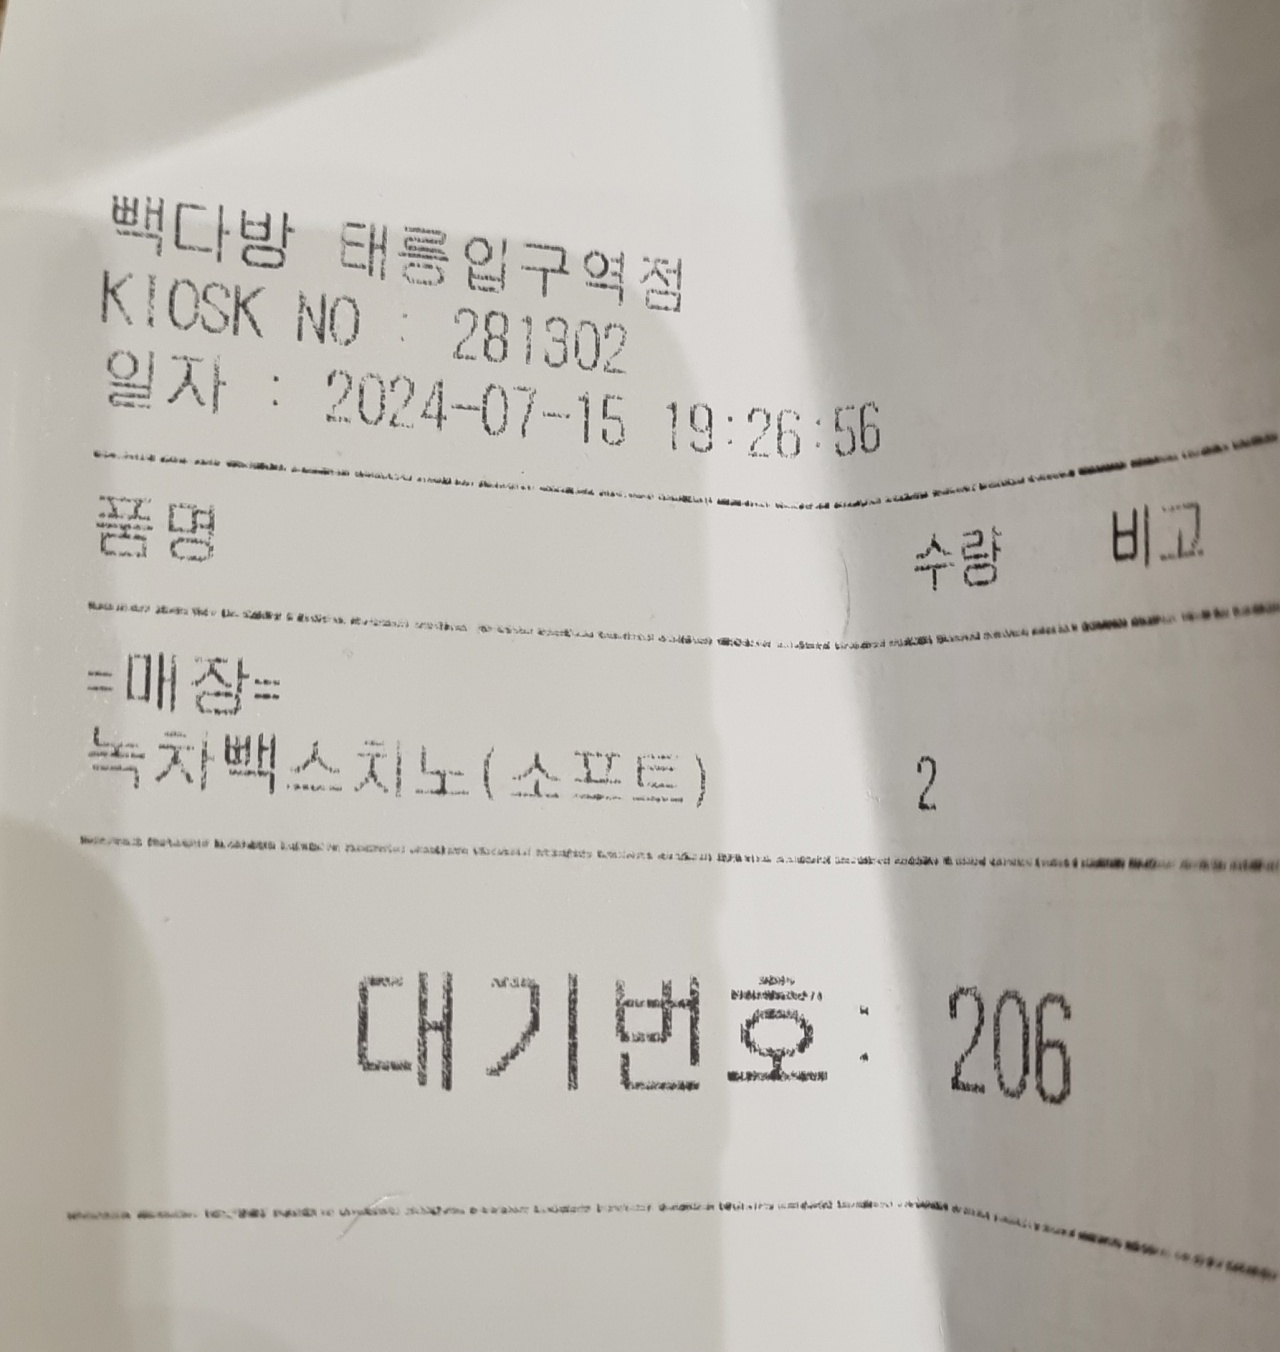 빽다방 태릉입구역점
KIOSK NO : 281302
일자 : 2024-07-15 19:26:56
품명 수량 비고
=매장=
녹차빽스치노(소프트) 2
대기번호: 206